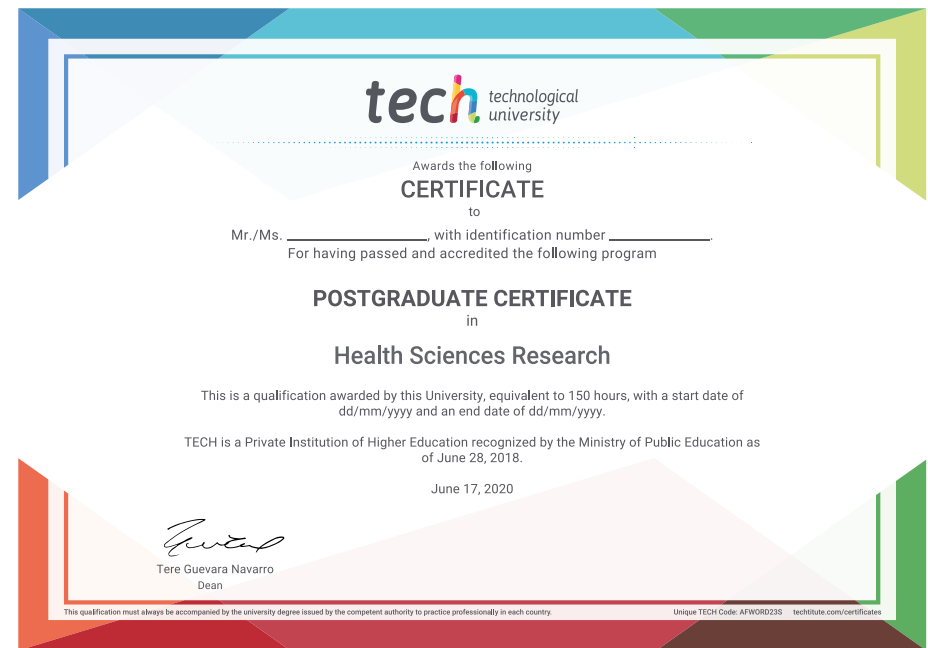 tech technological
university
Awards the following
CERTIFICATE
to
Mr./Ms. ____________________, with identification number ______________.
For having passed and accredited the following program
POSTGRADUATE CERTIFICATE
in
Health Sciences Research
This is a qualification awarded by this University, equivalent to 150 hours, with a start date of
dd/mm/yyyy and an end date of dd/mm/yyyy.
TECH is a Private Institution of Higher Education recognized by the Ministry of Public Education as
of June 28, 2018.
June 17, 2020
Tere Guevara Navarro
Dean
This qualification must always be accompanied by the university degree issued by the competent authority to practice professionally in each country. Unique TECH Code: AFWORD23S techtitute.com/certificates